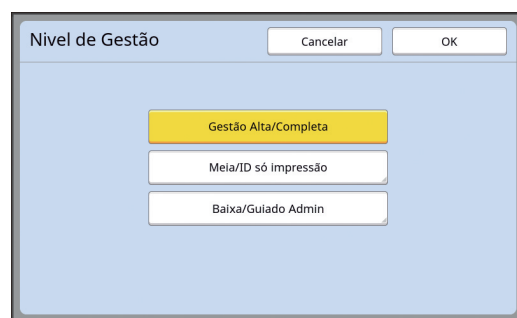 Nivel de Gestão
Cancelar
OK
Gestão Alta/Completa
Meia/ID só impressão
Baixa/Guiado Admin